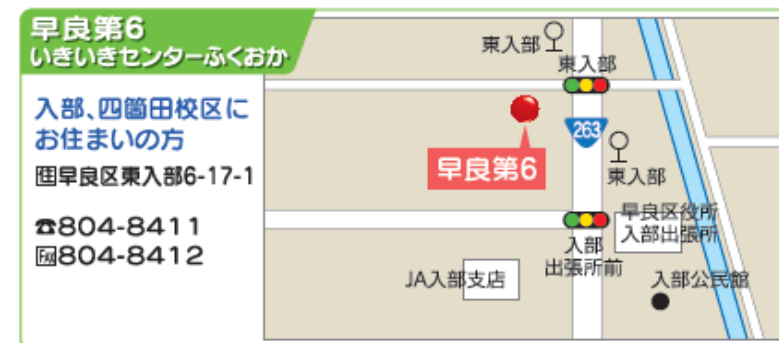 早良第6
いきいきセンターふくおか
入部、四箇田校区に
お住まいの方
住早良区東入部6-17-1
☎804-8411
FAX804-8412
東入部
東入部
263
早良第6
東入部
早良区役所
入部出張所
入部
出張所前
JA入部支店
入部公民館